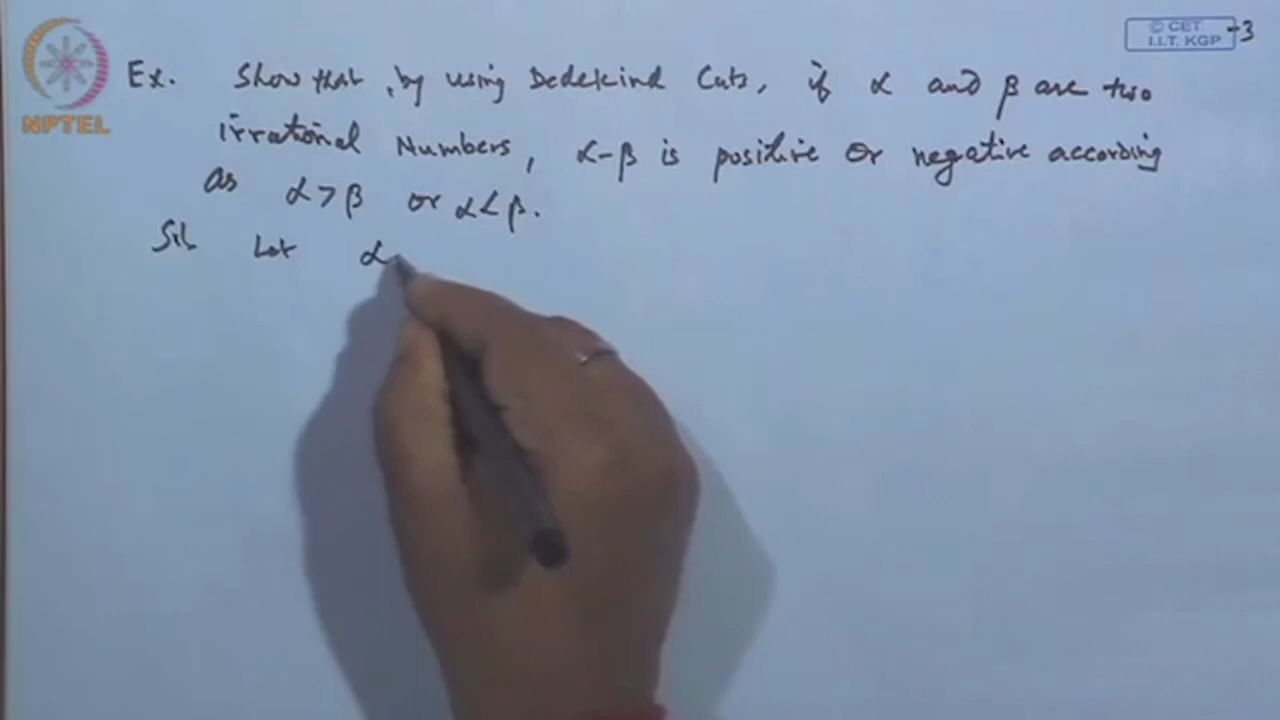 © CET
I.I.T. KGP -3
NPTEL
Ex. Show that, by using Dedekind Cuts, if α and β are two
irrational Numbers, α-β is positive or negative according
as α > β or α < β.
Sol. Let α